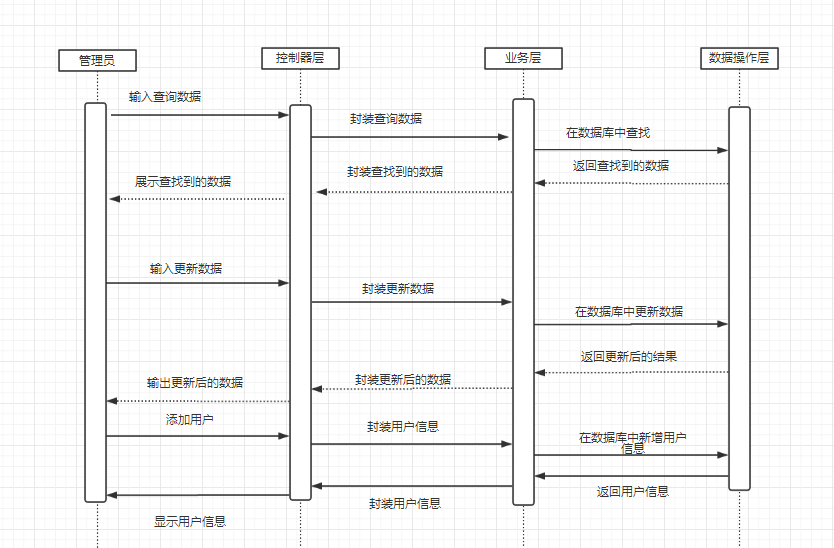 管理员
控制器层
业务层
数据操作层
输入查询数据
封装查询数据
在数据库中查找
返回查找到的数据
封装查找到的数据
展示查找到的数据
输入更新数据
封装更新数据
在数据库中更新数据
返回更新后的结果
封装更新后的数据
输出更新后的数据
添加用户
封装用户信息
在数据库中新增用户
信息
返回用户信息
封装用户信息
显示用户信息